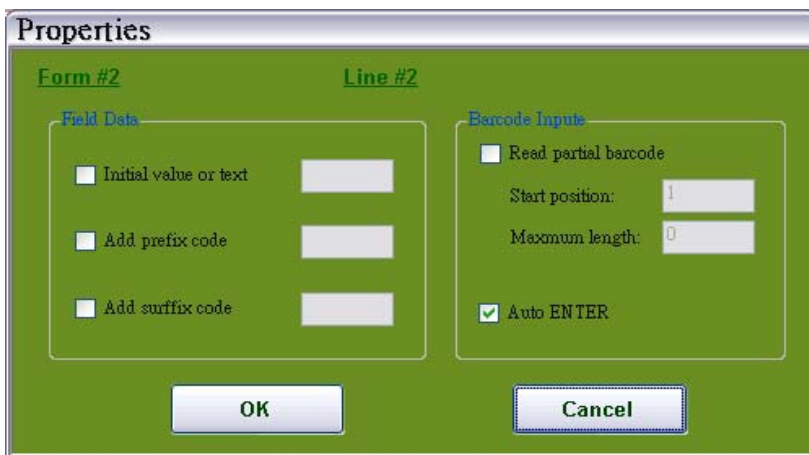 Properties
Form #2
Line #2
Field Data
Initial value or text
Add prefix code
Add surffix code
Barcode Inpute
Read partial barcode
Start position: 1
Maxmum length: 0
Auto ENTER
OK
Cancel